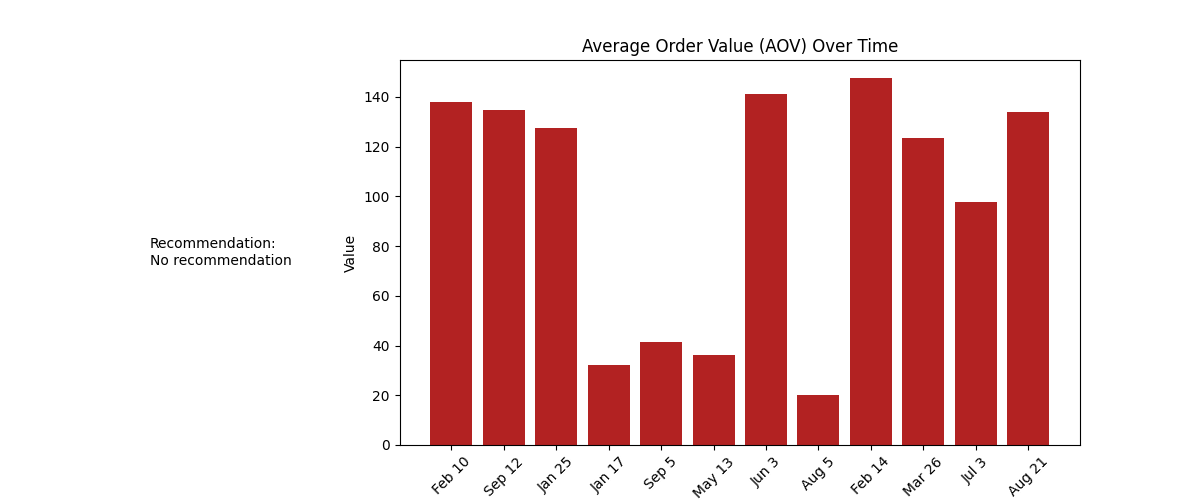 Average Order Value (AOV) Over Time
Recommendation:
No recommendation
Value
140
120
100
80
60
40
20
0
Feb 10
Sep 12
Jan 25
Jan 17
Sep 5
May 13
Jun 3
Aug 5
Feb 14
Mar 26
Jul 3
Aug 21